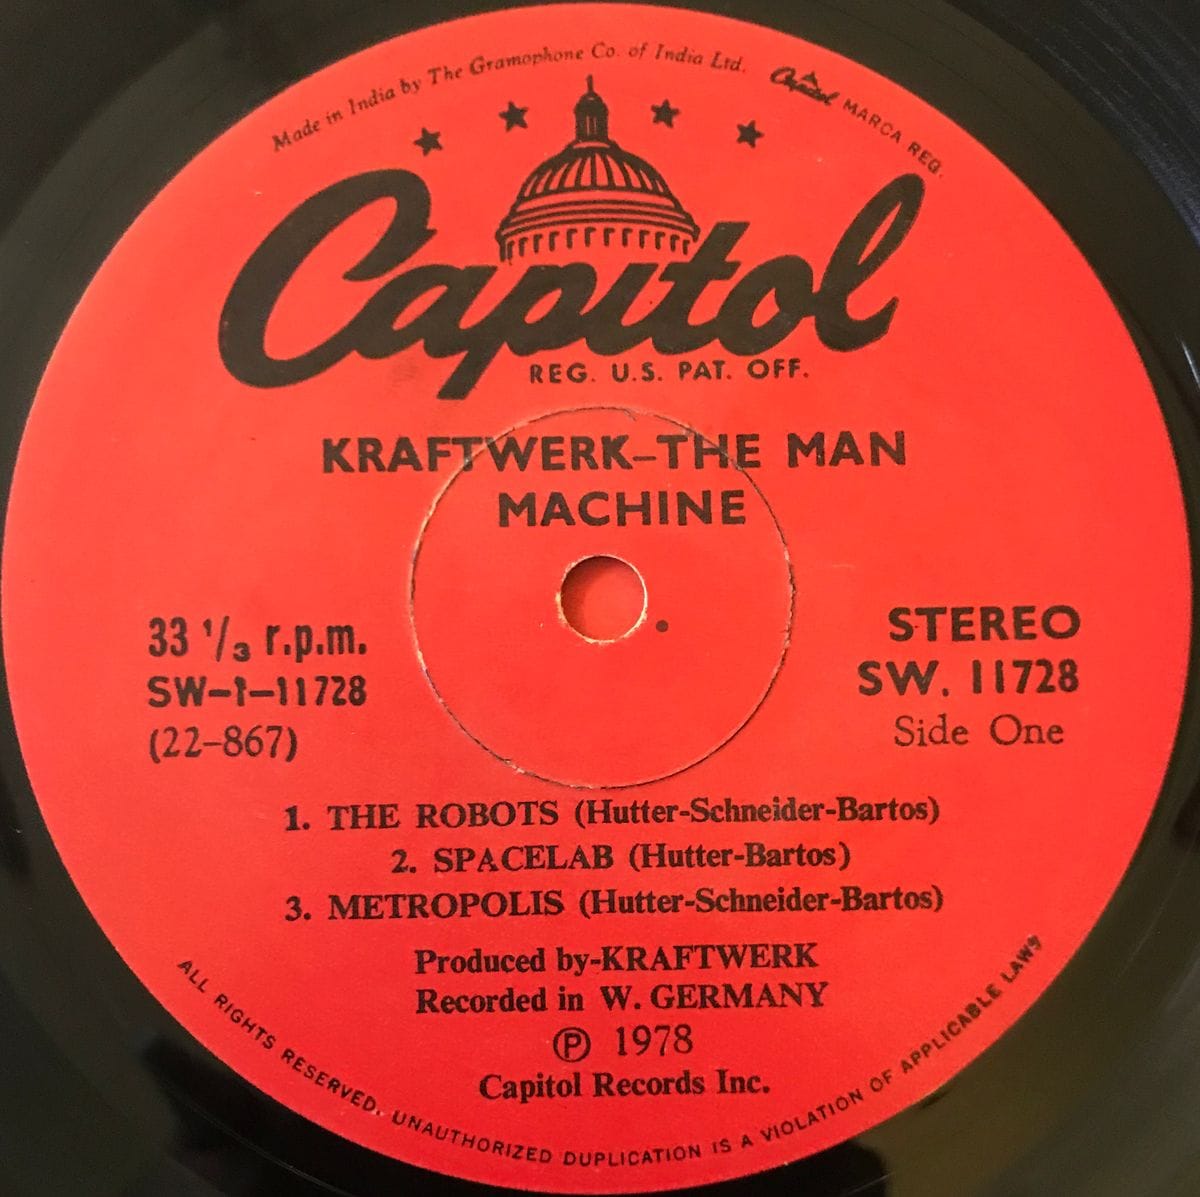 Made in India by The Gramophone Co. of India Ltd.
Capitol MARCA REG.
Capitol
REG. U.S. PAT. OFF.
KRAFTWERK-THE MAN
MACHINE
33 1/3 r.p.m.
SW-1-11728
(22-867)
STEREO
SW. 11728
Side One
1. THE ROBOTS (Hutter-Schneider-Bartos)
2. SPACELAB (Hutter-Bartos)
3. METROPOLIS (Hutter-Schneider-Bartos)
Produced by-KRAFTWERK
Recorded in W. GERMANY
℗ 1978
Capitol Records Inc.
ALL RIGHTS RESERVED. UNAUTHORIZED DUPLICATION IS A VIOLATION OF APPLICABLE LAWS